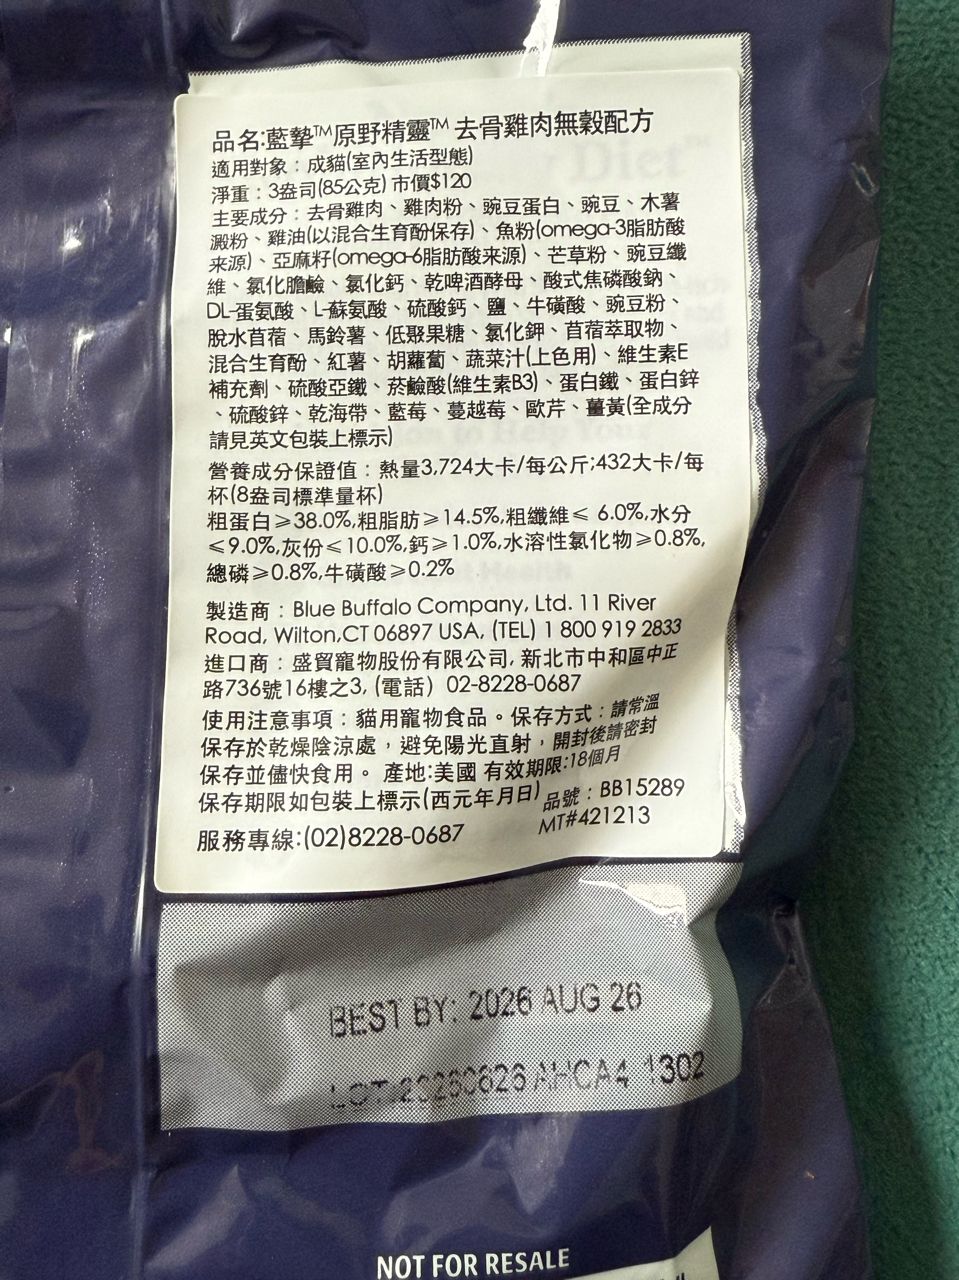 品名:藍摯™原野精靈™ 去骨雞肉無穀配方
適用對象：成貓(室內生活型態)
淨重：3盎司(85公克) 市價$120
主要成分：去骨雞肉、雞肉粉、豌豆蛋白、豌豆、木薯
澱粉、雞油(以混合生育酚保存)、魚粉(omega-3脂肪酸
来源)、亞麻籽(omega-6脂肪酸来源)、芒草粉、豌豆纖
維、氯化膽鹼、氯化鈣、乾啤酒酵母、酸式焦磷酸鈉、
DL-蛋氨酸、L-蘇氨酸、硫酸鈣、鹽、牛磺酸、豌豆粉、
脫水苜蓿、馬鈴薯、低聚果糖、氯化鉀、苜蓿萃取物、
混合生育酚、紅薯、胡蘿蔔、蔬菜汁(上色用)、維生素E
補充劑、硫酸亞鐵、菸鹼酸(維生素B3)、蛋白鐵、蛋白鋅
、硫酸鋅、乾海帶、藍莓、蔓越莓、歐芹、薑黃(全成分
請見英文包裝上標示)
營養成分保證值：熱量3,724大卡/每公斤;432大卡/每
杯(8盎司標準量杯)
粗蛋白≥38.0%,粗脂肪≥14.5%,粗纖維≤ 6.0%,水分
≤9.0%,灰份≤10.0%,鈣≥1.0%,水溶性氯化物≥0.8%,
總磷≥0.8%,牛磺酸≥0.2%
製造商：Blue Buffalo Company, Ltd. 11 River
Road, Wilton,CT 06897 USA, (TEL) 1 800 919 2833
進口商：盛貿寵物股份有限公司, 新北市中和區中正
路736號16樓之3, (電話) 02-8228-0687
使用注意事項：貓用寵物食品。保存方式：請常溫
保存於乾燥陰涼處，避免陽光直射，開封後請密封
保存並儘快食用。 產地:美國 有效期限:18個月
保存期限如包裝上標示(西元年月日) 品號：BB15289
MT#421213
服務專線:(02)8228-0687
BEST BY: 2026 AUG 26
LOT:20260826 AHCA4 1302
NOT FOR RESALE